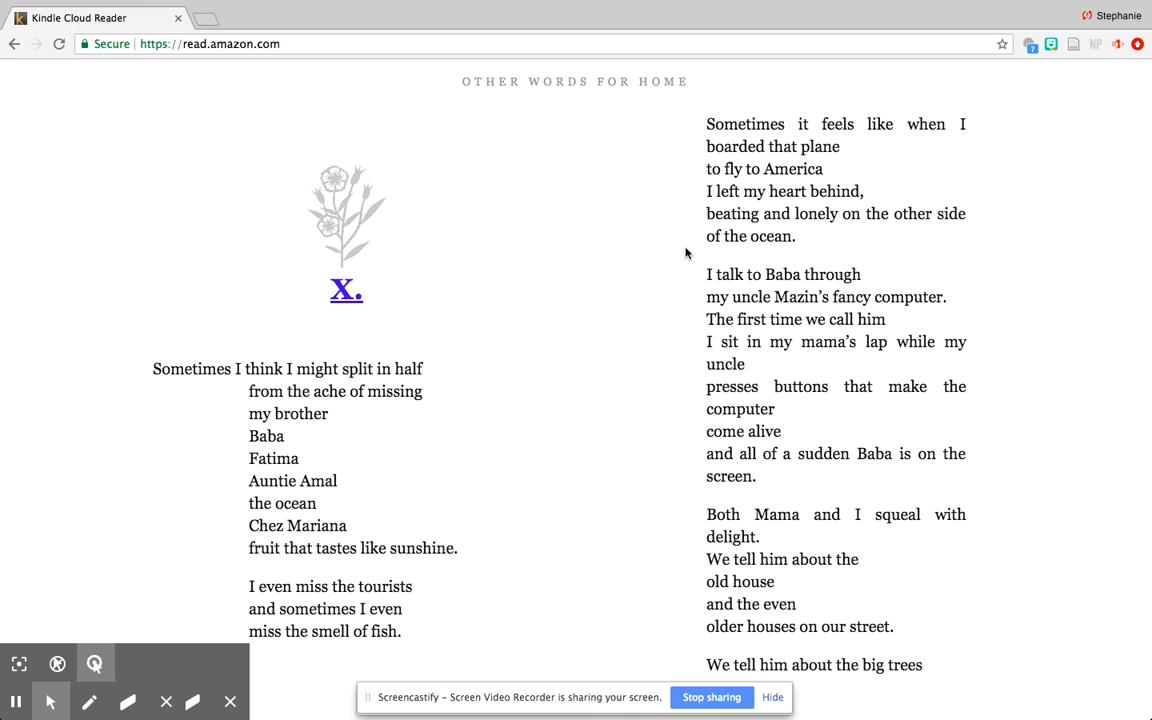 Kindle Cloud Reader
Stephanie
Secure
https://read.amazon.com
?
NP
1
OTHER WORDS FOR HOME
X.
Sometimes I think I might split in half
from the ache of missing
my brother
Baba
Fatima
Auntie Amal
the ocean
Chez Mariana
fruit that tastes like sunshine.
I even miss the tourists
and sometimes I even
miss the smell of fish.
Sometimes it feels like when I
boarded that plane
to fly to America
I left my heart behind,
beating and lonely on the other side
of the ocean.
I talk to Baba through
my uncle Mazin’s fancy computer.
The first time we call him
I sit in my mama’s lap while my
uncle
presses buttons that make the
computer
come alive
and all of a sudden Baba is on the
screen.
Both Mama and I squeal with
delight.
We tell him about the
old house
and the even
older houses on our street.
We tell him about the big trees
Screencastify – Screen Video Recorder is sharing your screen.
Stop sharing
Hide